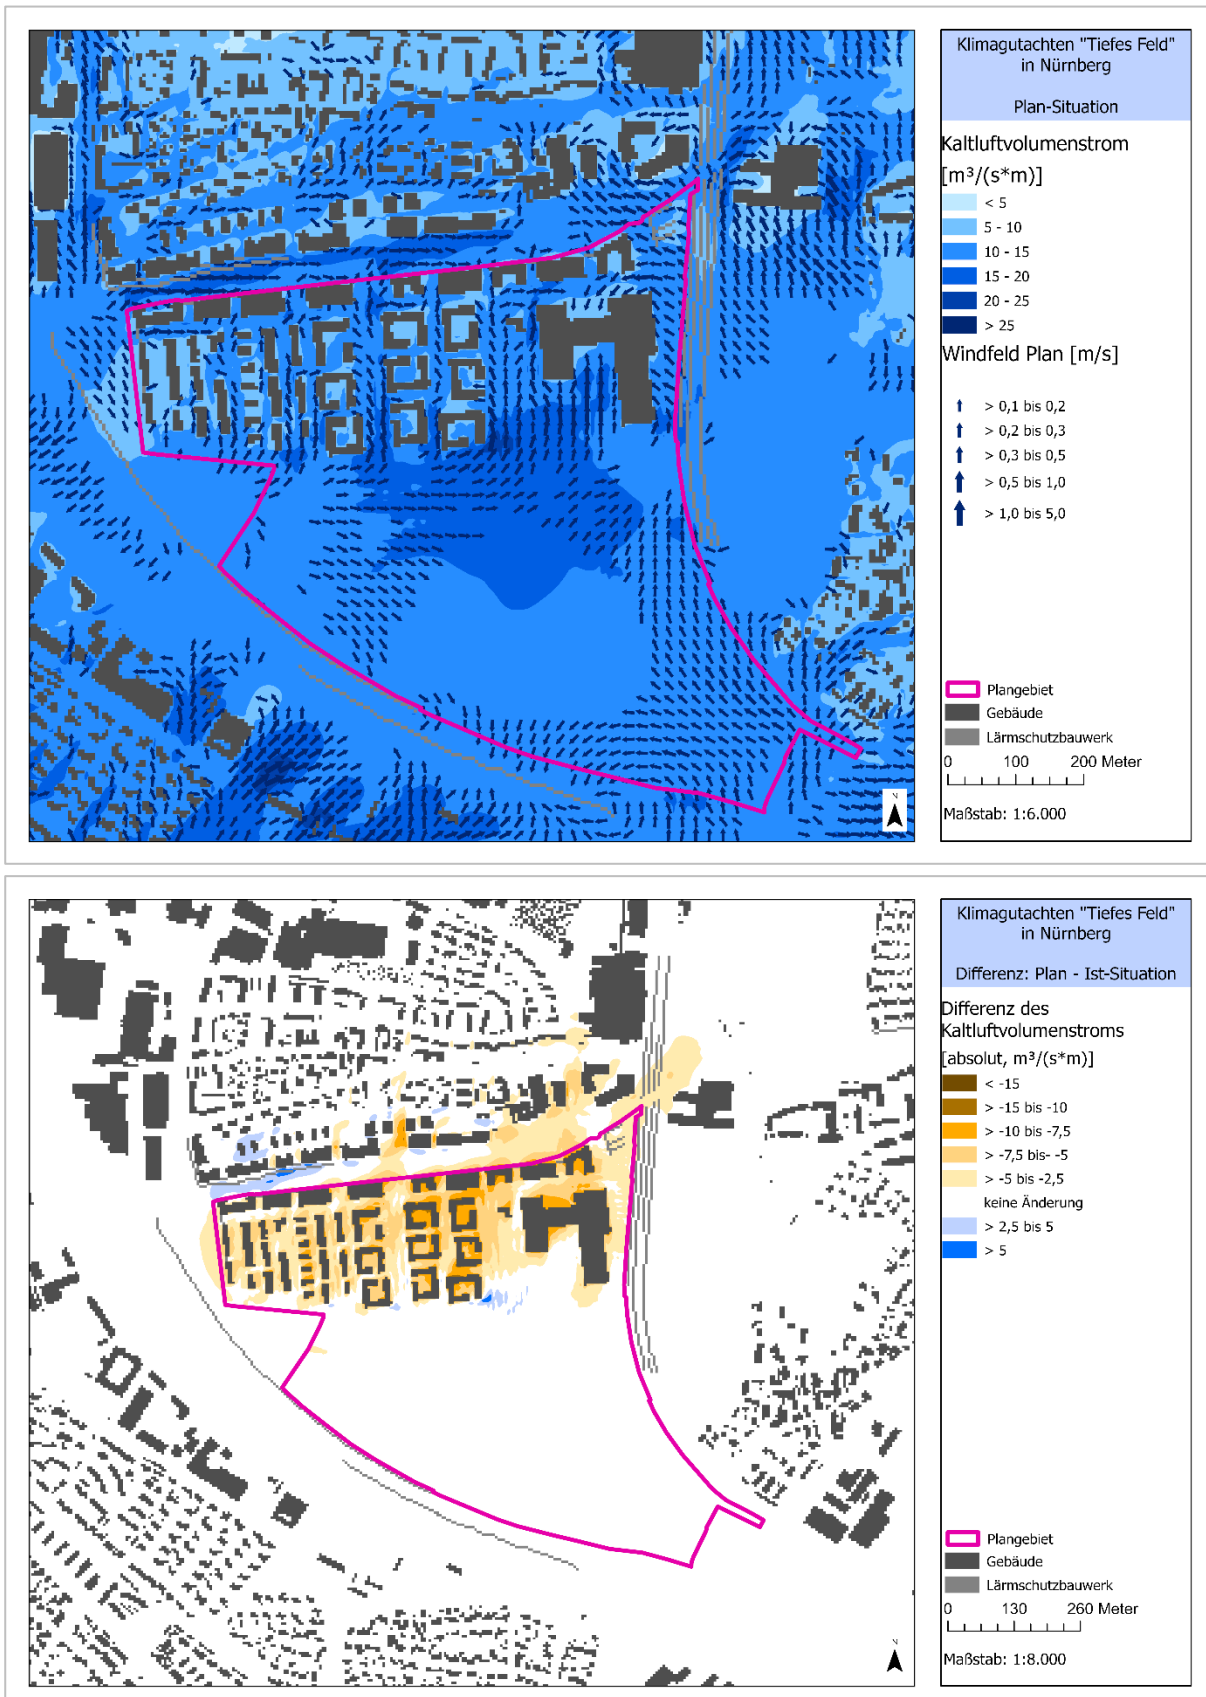 Klimagutachten "Tiefes Feld"
in Nürnberg
Plan-Situation
Kaltluftvolumenstrom
[m³/(s*m)]
< 5
5 - 10
10 - 15
15 - 20
20 - 25
> 25
Windfeld Plan [m/s]
> 0,1 bis 0,2
> 0,2 bis 0,3
> 0,3 bis 0,5
> 0,5 bis 1,0
> 1,0 bis 5,0
Plangebiet
Gebäude
Lärmschutzbauwerk
0 100 200 Meter
Maßstab: 1:6.000
Klimagutachten "Tiefes Feld"
in Nürnberg
Differenz: Plan - Ist-Situation
Differenz des
Kaltluftvolumenstroms
[absolut, m³/(s*m)]
< -15
> -15 bis -10
> -10 bis -7,5
> -7,5 bis- -5
> -5 bis -2,5
keine Änderung
> 2,5 bis 5
> 5
Plangebiet
Gebäude
Lärmschutzbauwerk
0 130 260 Meter
Maßstab: 1:8.000